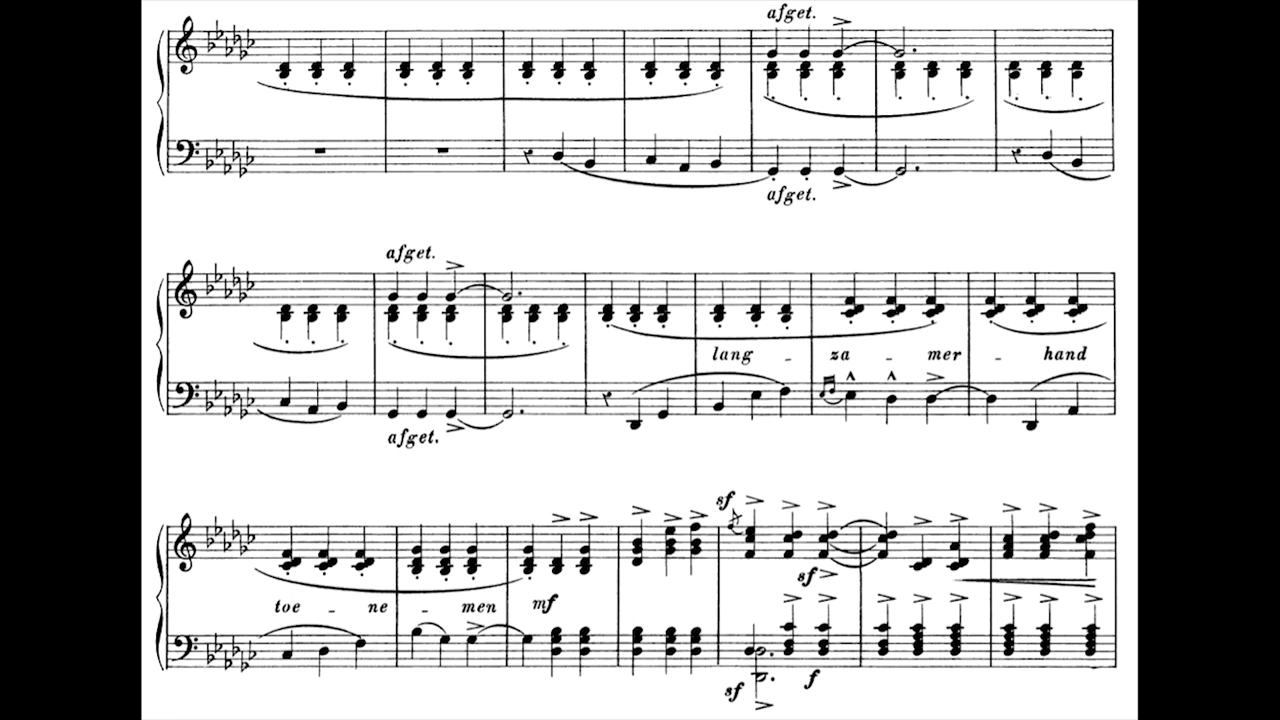 afget.
afget.
afget.
lang - za - mer - hand
afget.
sf
sf
toe - ne - men mf
sf f